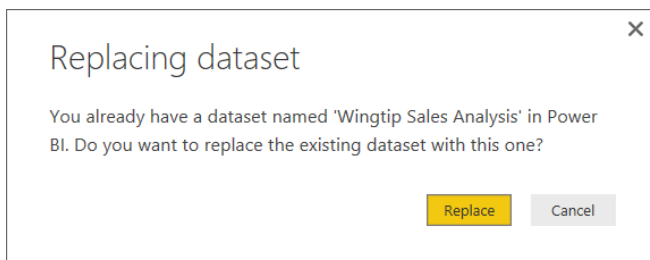 Replacing dataset
You already have a dataset named 'Wingtip Sales Analysis' in Power
BI. Do you want to replace the existing dataset with this one?
Replace Cancel